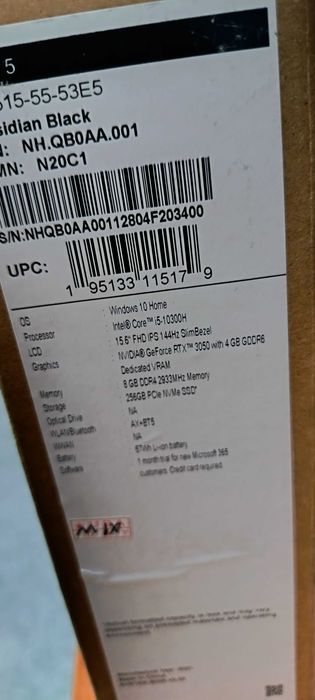 5
515-55-53E5
sidian Black
: NH.QB0AA.001
MN: N20C1
S/N:NHQB0AA00112804F203400
UPC:
1 95133 11517 9
OS : Windows 10 Home
Processor : Intel® Core™ i5-10300H
LCD : 15.6" FHD IPS 144Hz SlimBezel
Graphics : NVIDIA® GeForce RTX™ 3050 with 4 GB GDDR6
Dedicated VRAM
Memory : 8 GB DDR4 2933MHz Memory
Storage : 256GB PCIe NVMe SSD*
Optical Drive : NA
WLAN/Bluetooth : AX+BT5
WWAN : NA
Battery : 57Wh Li-ion battery
Software : 1 month trial for new Microsoft 365
customers. Credit card required.